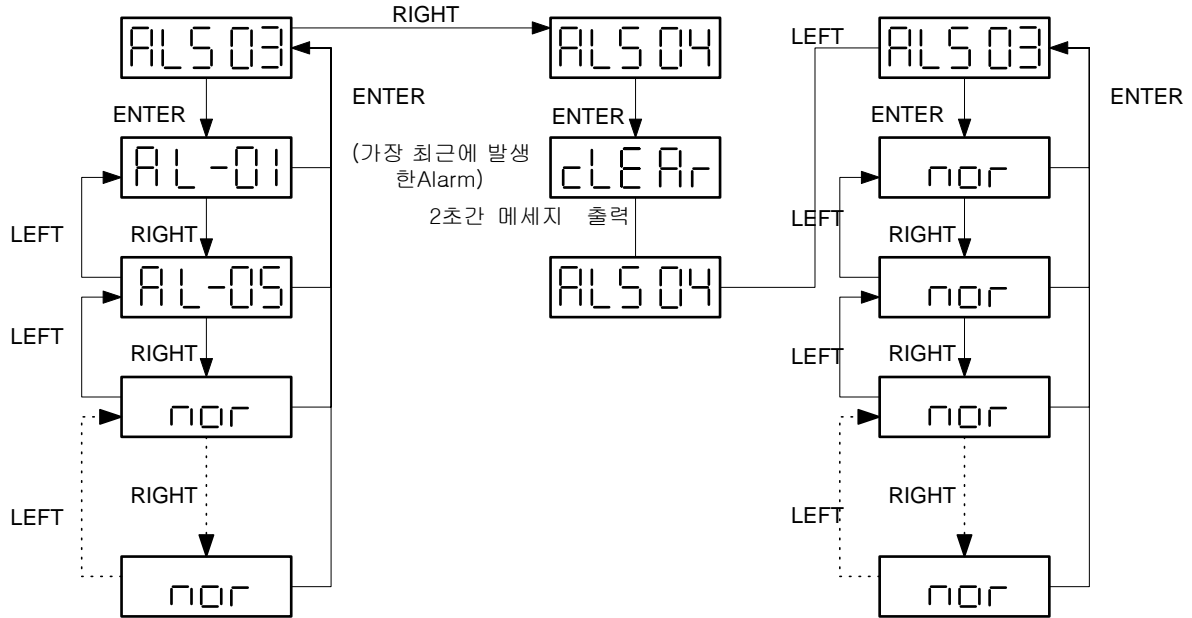 RIGHT
ALS03
ENTER
AL-01
ENTER
(가장 최근에 발생
한Alarm)
LEFT
RIGHT
AL-05
LEFT
RIGHT
nor
LEFT
RIGHT
nor
ALS04
ENTER
cLEAr
2초간 메세지 출력
ALS04
LEFT
ALS03
ENTER
ENTER
nor
LEFT
RIGHT
nor
LEFT
RIGHT
nor
LEFT
RIGHT
nor